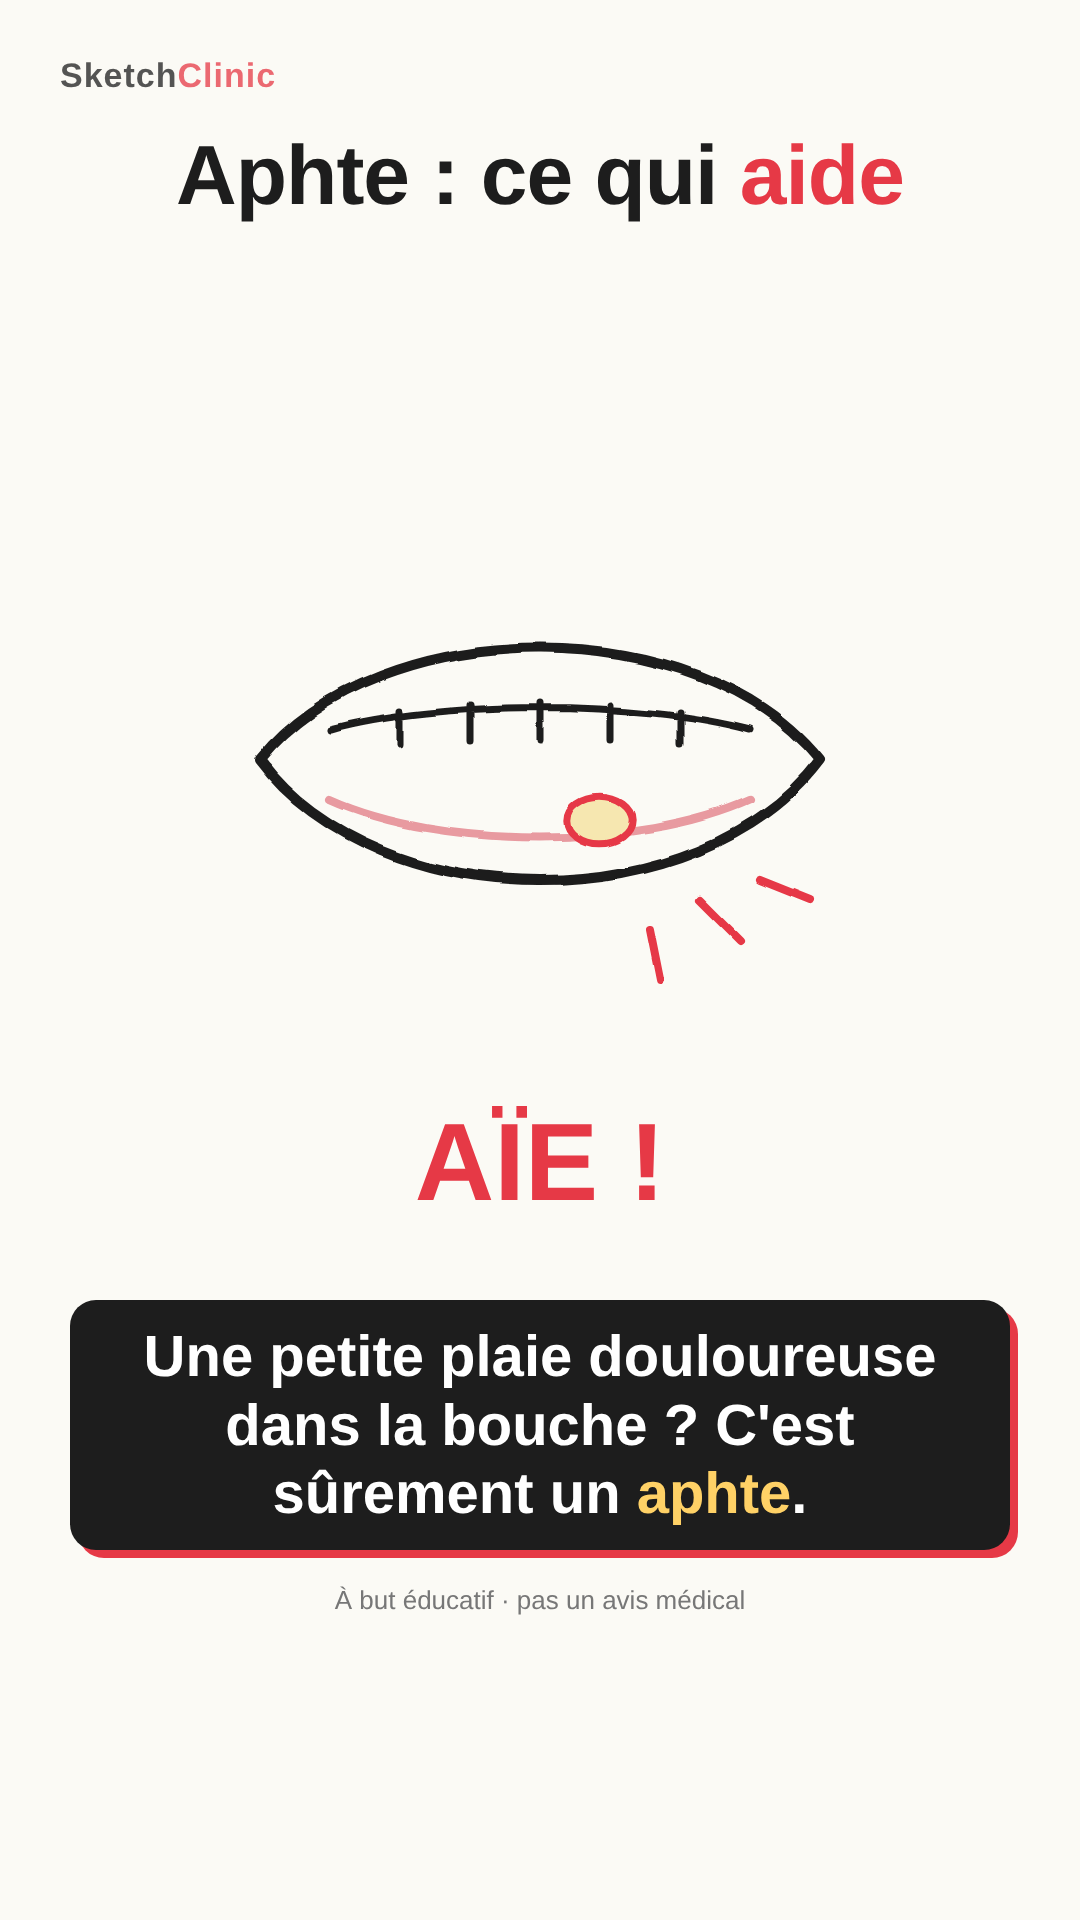 SketchClinic
Aphte : ce qui aide
AÏE !
Une petite plaie douloureuse
dans la bouche ? C'est
sûrement un aphte.
À but éducatif · pas un avis médical